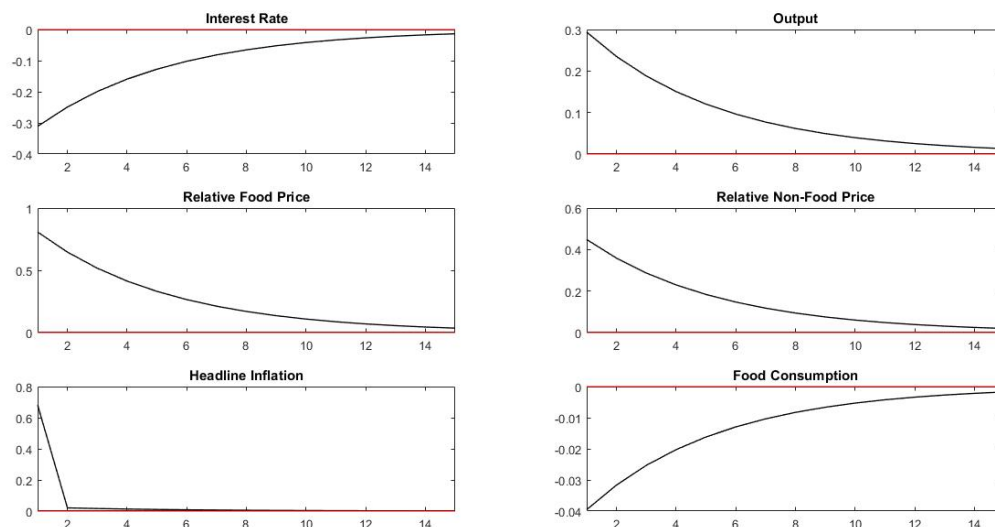 Interest Rate
0
-0.1
-0.2
-0.3
-0.4
2 4 6 8 10 12 14
Output
0.3
0.2
0.1
0
2 4 6 8 10 12 14
Relative Food Price
1
0.5
0
2 4 6 8 10 12 14
Relative Non-Food Price
0.6
0.4
0.2
0
2 4 6 8 10 12 14
Headline Inflation
0.8
0.6
0.4
0.2
0
2 4 6 8 10 12 14
Food Consumption
0
-0.01
-0.02
-0.03
-0.04
2 4 6 8 10 12 14